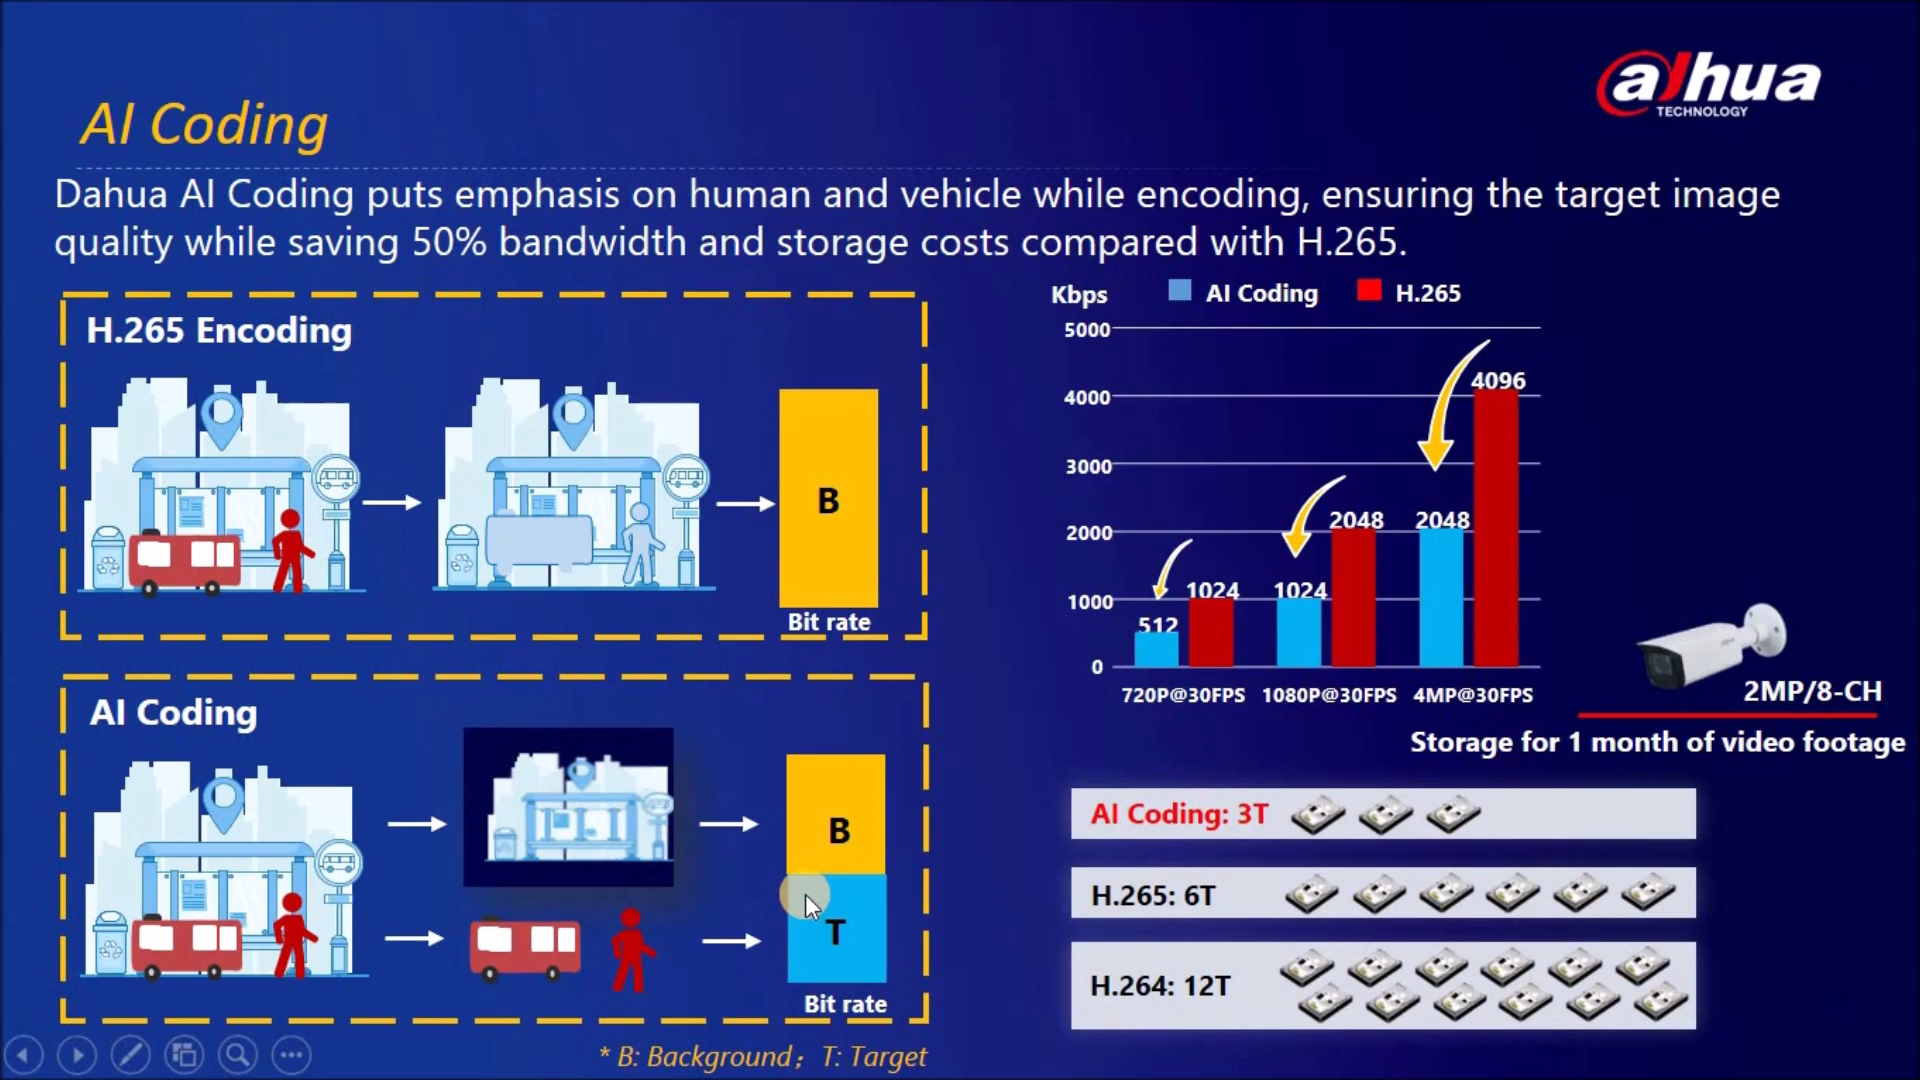 alhua
TECHNOLOGY
AI Coding
Dahua AI Coding puts emphasis on human and vehicle while encoding, ensuring the target image
quality while saving 50% bandwidth and storage costs compared with H.265.
H.265 Encoding
B
Bit rate
AI Coding
B
T
Bit rate
* B: Background；T: Target
Kbps
AI Coding
H.265
5000
4000
3000
2000
1000
0
512
1024
1024
2048
2048
4096
720P@30FPS
1080P@30FPS
4MP@30FPS
2MP/8-CH
Storage for 1 month of video footage
AI Coding: 3T
H.265: 6T
H.264: 12T